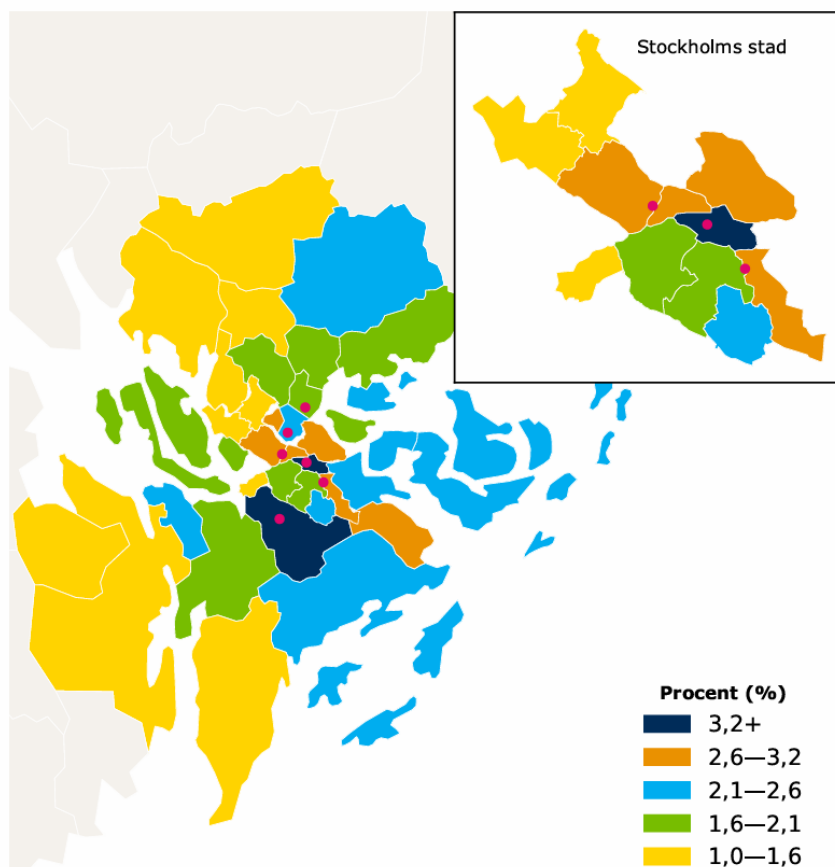 Stockholms stad
Procent (%)
3,2+
2,6—3,2
2,1—2,6
1,6—2,1
1,0—1,6